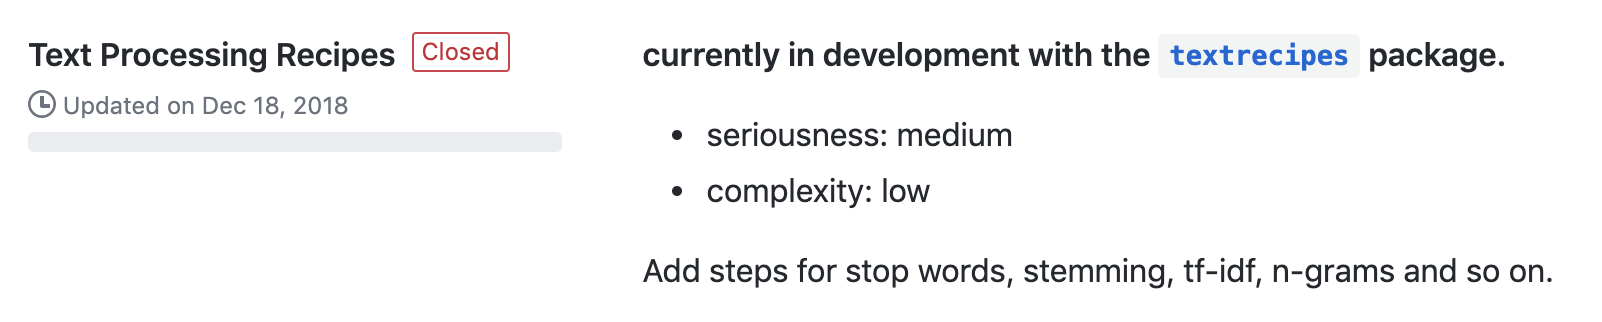 Text Processing Recipes Closed
Updated on Dec 18, 2018
currently in development with the textrecipes package.
• seriousness: medium
• complexity: low
Add steps for stop words, stemming, tf-idf, n-grams and so on.